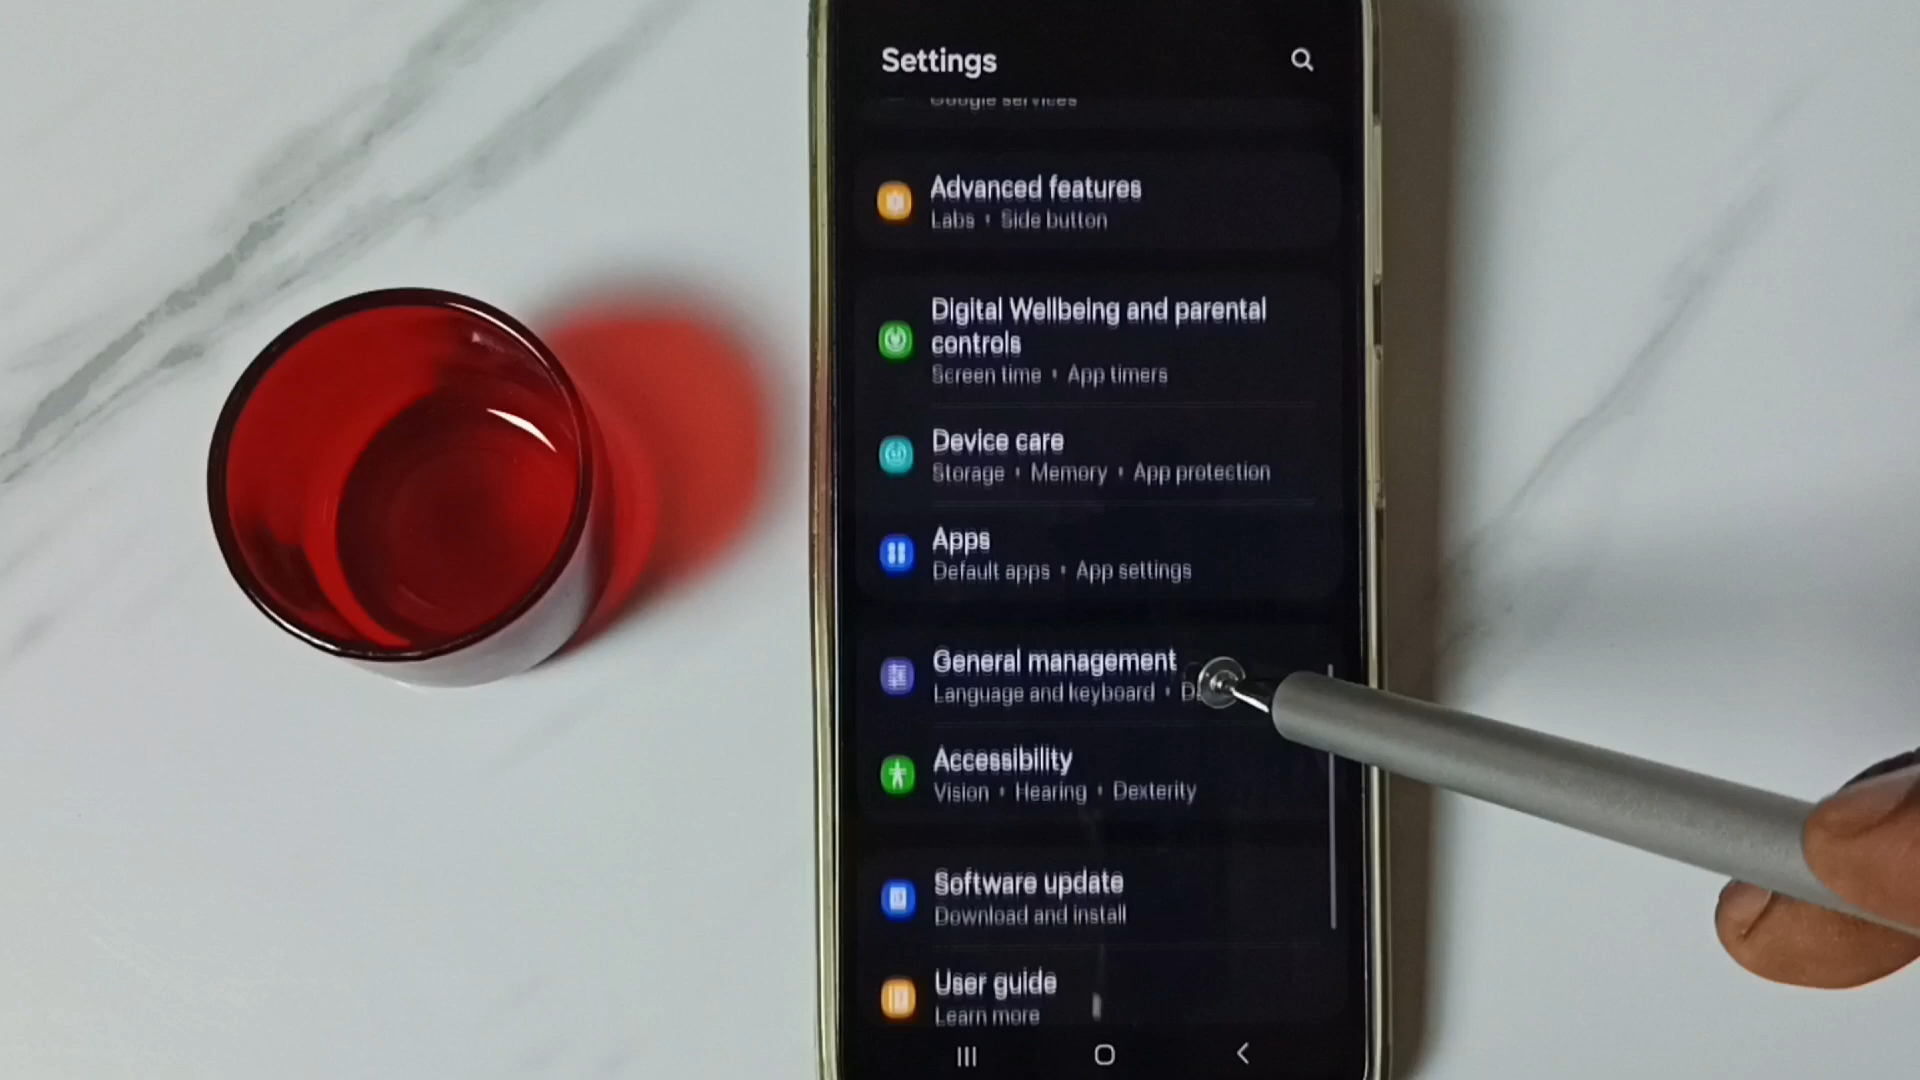 Settings
Google services
Advanced features
Labs • Side button
Digital Wellbeing and parental
controls
Screen time • App timers
Device care
Storage • Memory • App protection
Apps
Default apps • App settings
General management
Language and keyboard •
Accessibility
Vision • Hearing • Dexterity
Software update
Download and install
User guide
Learn more